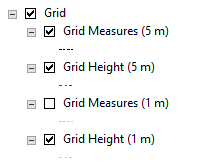 Grid
Grid Measures (5 m)
Grid Height (5 m)
Grid Measures (1 m)
Grid Height (1 m)